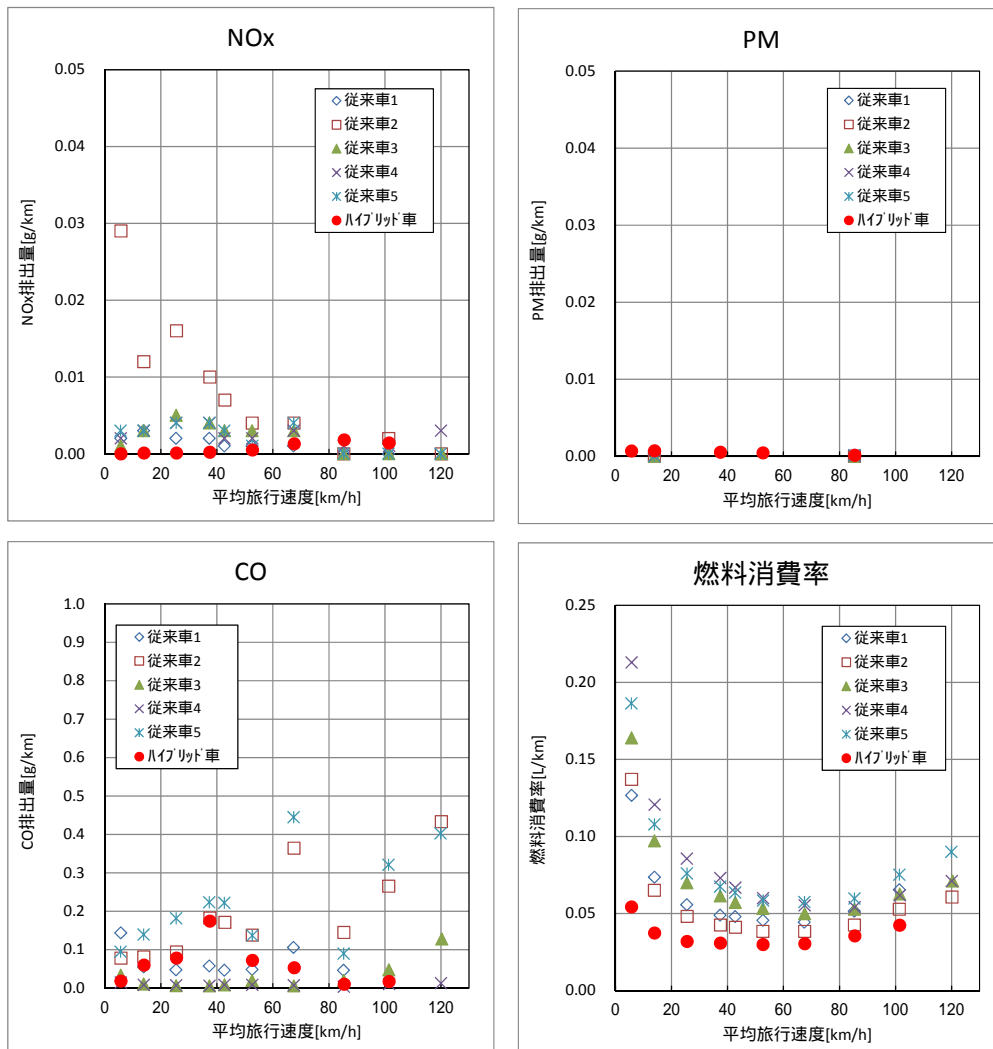 NOx
0.05
0.04
0.03
0.02
0.01
0.00
NOx排出量[g/km]
従来車1
従来車2
従来車3
従来車4
従来車5
ﾊｲﾌﾞﾘｯﾄﾞ車
0 20 40 60 80 100 120
平均旅行速度[km/h]
PM
0.05
0.04
0.03
0.02
0.01
0.00
PM排出量[g/km]
従来車1
従来車2
従来車3
従来車4
従来車5
ﾊｲﾌﾞﾘｯﾄﾞ車
0 20 40 60 80 100 120
平均旅行速度[km/h]
CO
1.0
0.9
0.8
0.7
0.6
0.5
0.4
0.3
0.2
0.1
0.0
CO排出量[g/km]
従来車1
従来車2
従来車3
従来車4
従来車5
ﾊｲﾌﾞﾘｯﾄﾞ車
0 20 40 60 80 100 120
平均旅行速度[km/h]
燃料消費率
0.25
0.20
0.15
0.10
0.05
0.00
燃料消費率[L/km]
従来車1
従来車2
従来車3
従来車4
従来車5
ﾊｲﾌﾞﾘｯﾄﾞ車
0 20 40 60 80 100 120
平均旅行速度[km/h]